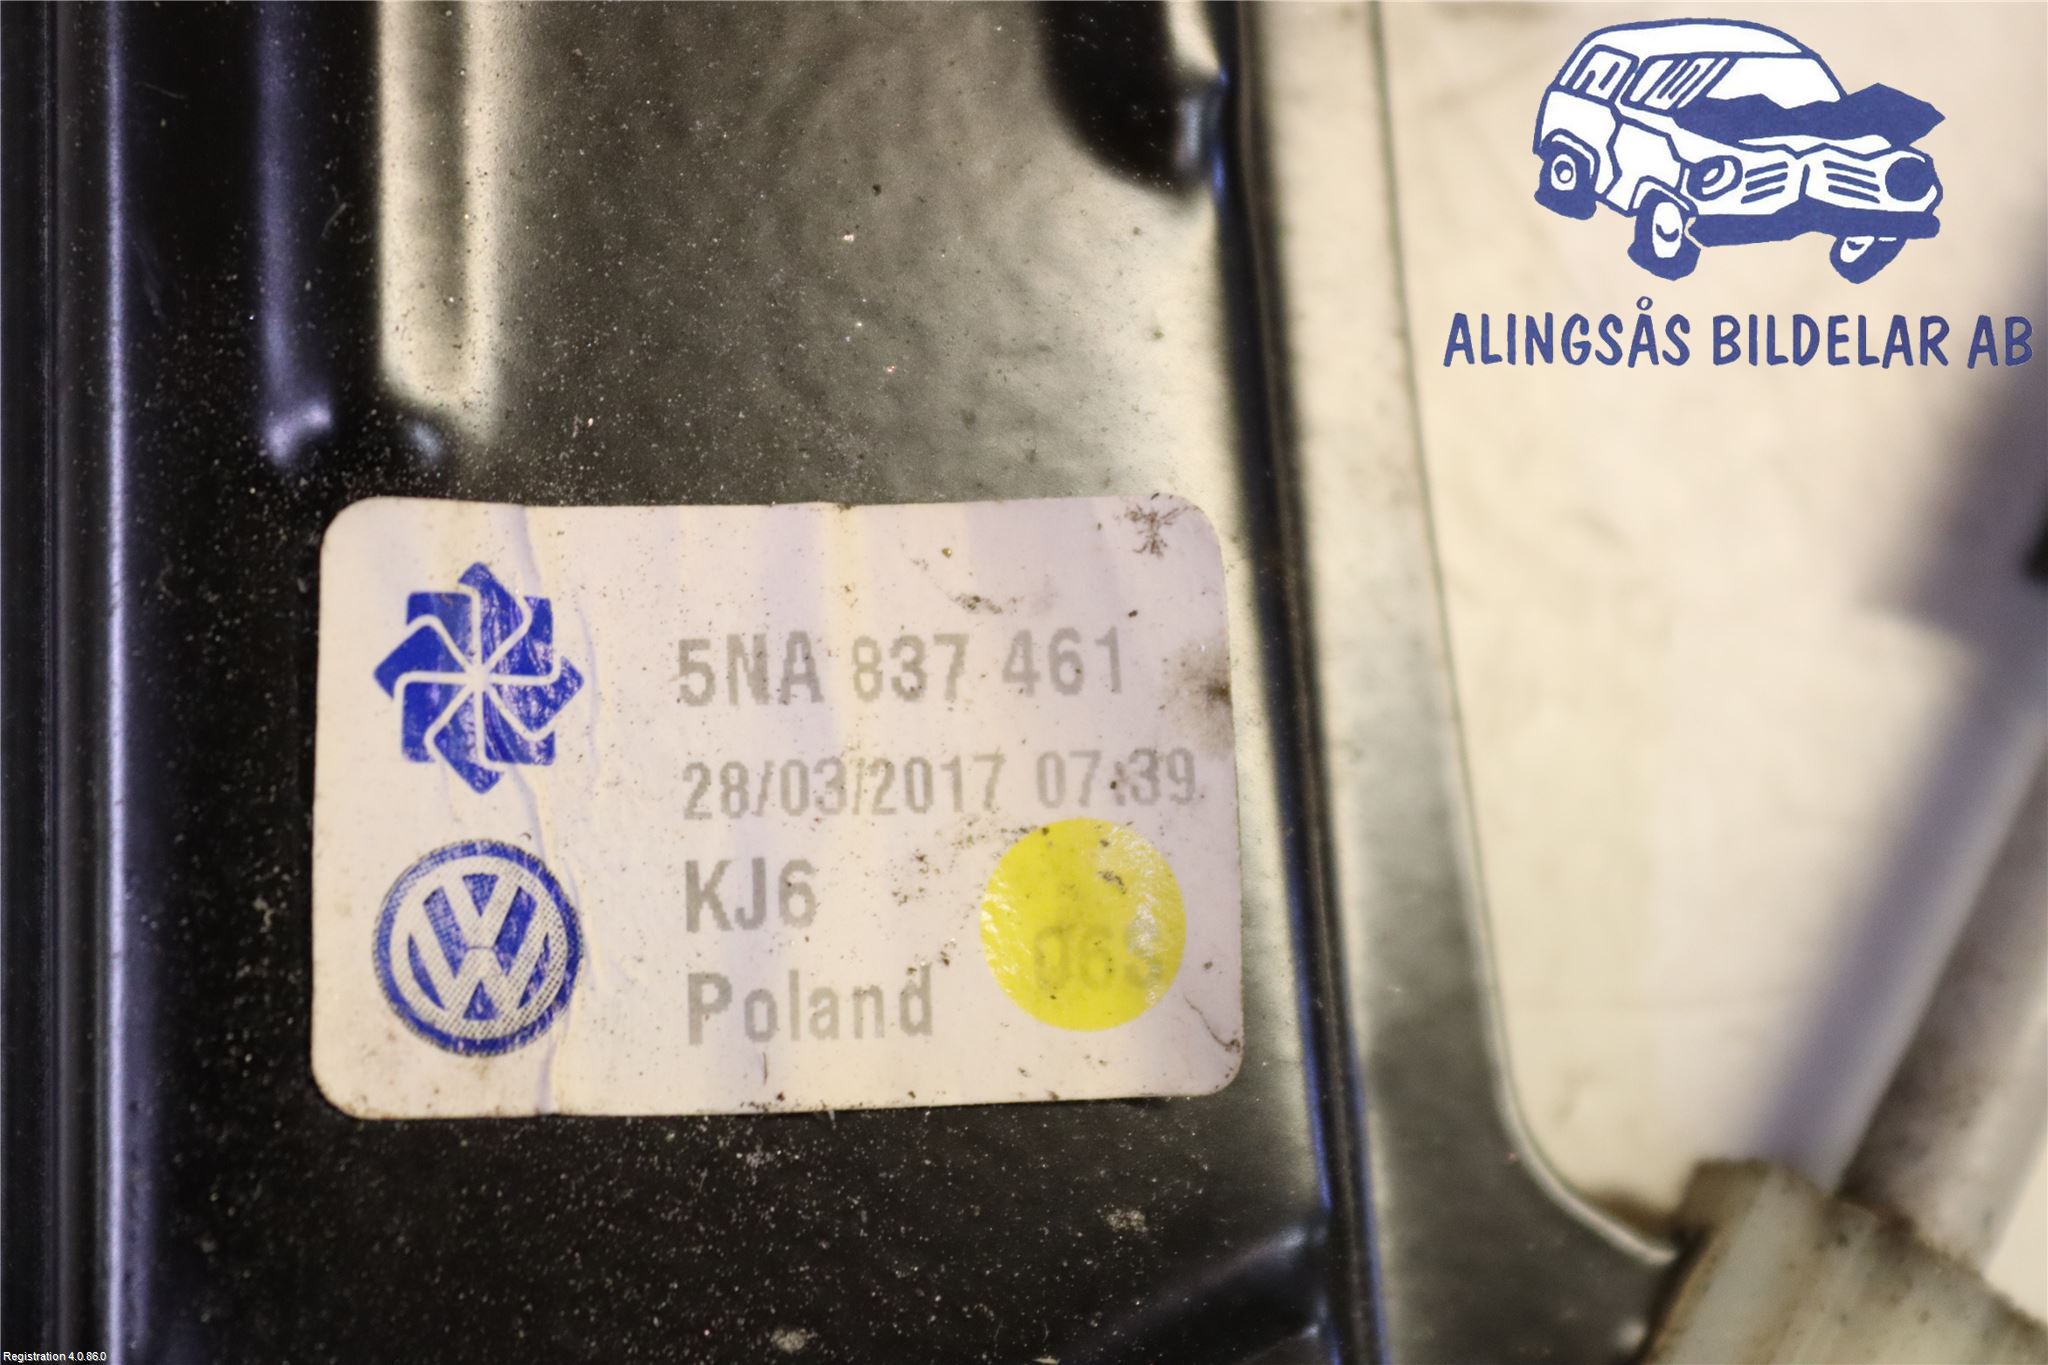 ALINGSÅS BILDELAR AB
5NA 837 461
28/03/2017 07:39
KJ6
Poland
Registration 4.0.86.0